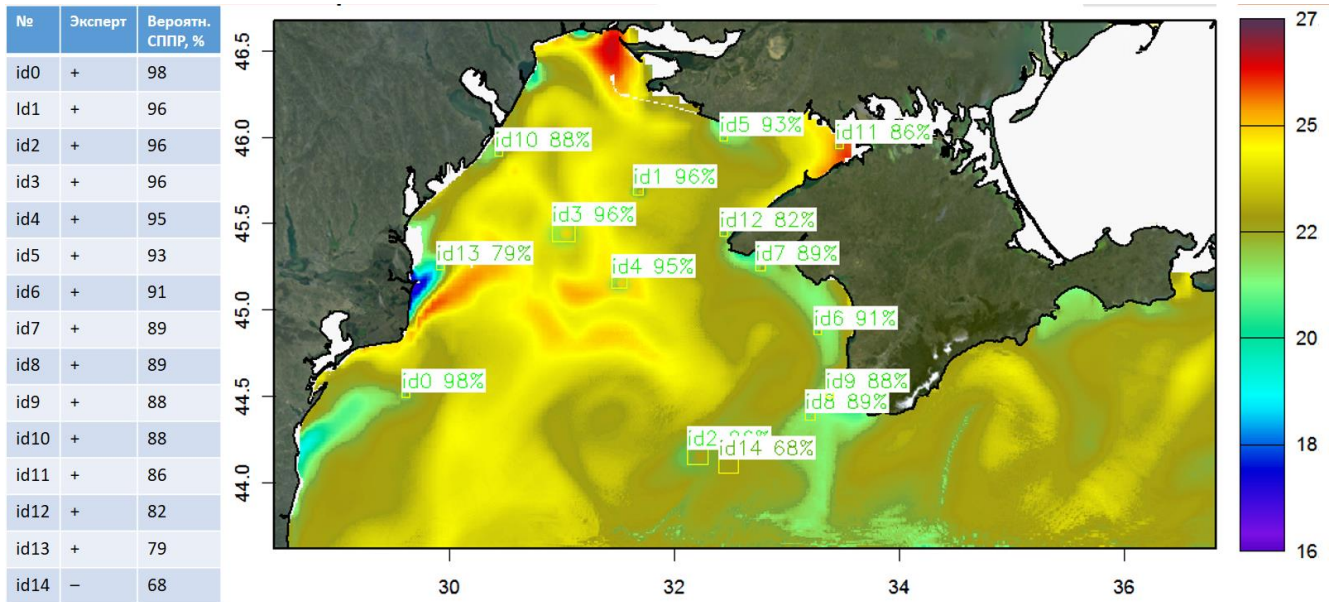 № Эксперт Вероятн. СППР, %
id0 + 98
Id1 + 96
id2 + 96
id3 + 96
id4 + 95
id5 + 93
id6 + 91
id7 + 89
id8 + 89
id9 + 88
id10 + 88
id11 + 86
id12 + 82
id13 + 79
id14 – 68
46.5
46.0
45.5
45.0
44.5
44.0
id5 93%
id11 86%
id10 88%
id1 96%
id3 96%
id12 82%
id13 79%
id7 89%
id4 95%
id6 91%
id0 98%
id9 88%
id8 89%
id2
id14 68%
30 32 34 36
27
25
22
20
18
16